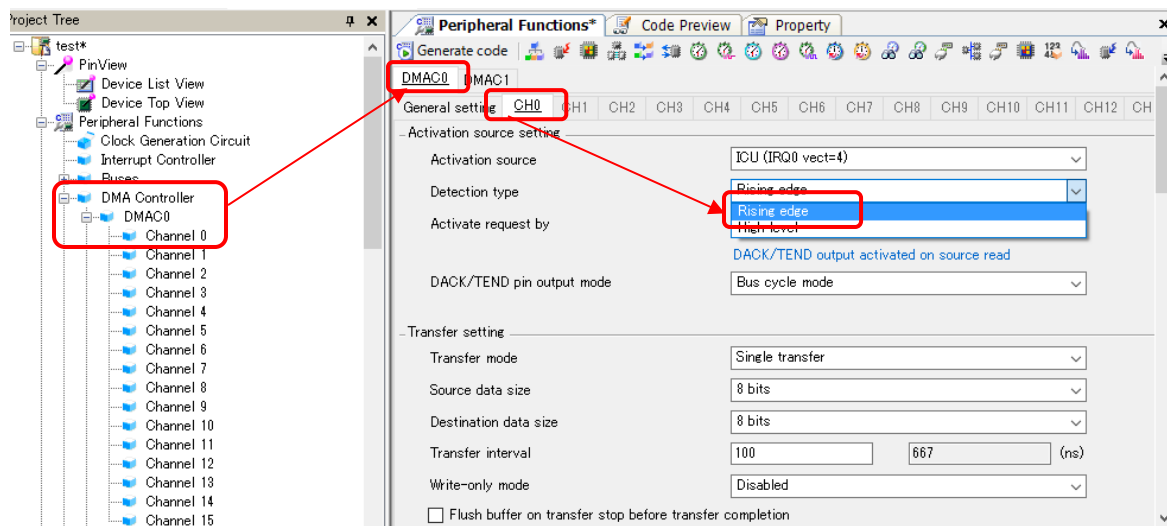 Project Tree
test*
PinView
Device List View
Device Top View
Peripheral Functions
Clock Generation Circuit
Interrupt Controller
Buses
DMA Controller
DMAC0
Channel 0
Channel 1
Channel 2
Channel 3
Channel 4
Channel 5
Channel 6
Channel 7
Channel 8
Channel 9
Channel 10
Channel 11
Channel 12
Channel 13
Channel 14
Channel 15
Peripheral Functions* Code Preview Property
Generate code
DMAC0 DMAC1
General setting CH0 CH1 CH2 CH3 CH4 CH5 CH6 CH7 CH8 CH9 CH10 CH11 CH12 CH
Activation source setting
Activation source ICU (IRQ0 vect=4)
Detection type Rising edge
Rising edge
Activate request by High level
DACK/TEND output activated on source read
DACK/TEND pin output mode Bus cycle mode
Transfer setting
Transfer mode Single transfer
Source data size 8 bits
Destination data size 8 bits
Transfer interval 100 667 (ns)
Write-only mode Disabled
Flush buffer on transfer stop before transfer completion